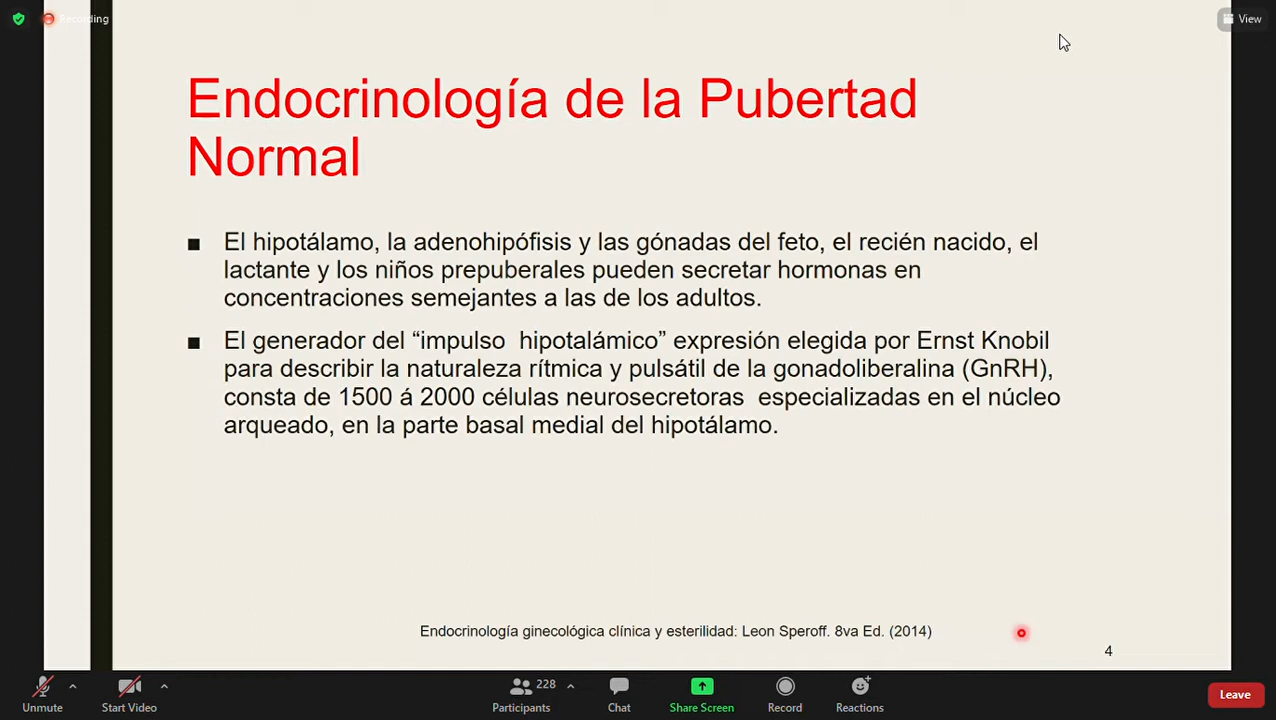 Recording
View
Endocrinología de la Pubertad
Normal
■ El hipotálamo, la adenohipófisis y las gónadas del feto, el recién nacido, el
lactante y los niños prepuberales pueden secretar hormonas en
concentraciones semejantes a las de los adultos.
■ El generador del “impulso  hipotalámico” expresión elegida por Ernst Knobil
para describir la naturaleza rítmica y pulsátil de la gonadoliberalina (GnRH),
consta de 1500 á 2000 células neurosecretoras  especializadas en el núcleo
arqueado, en la parte basal medial del hipotálamo.
Endocrinología ginecológica clínica y esterilidad: Leon Speroff. 8va Ed. (2014)
4
228
Unmute Start Video Participants Chat Share Screen Record Reactions Leave